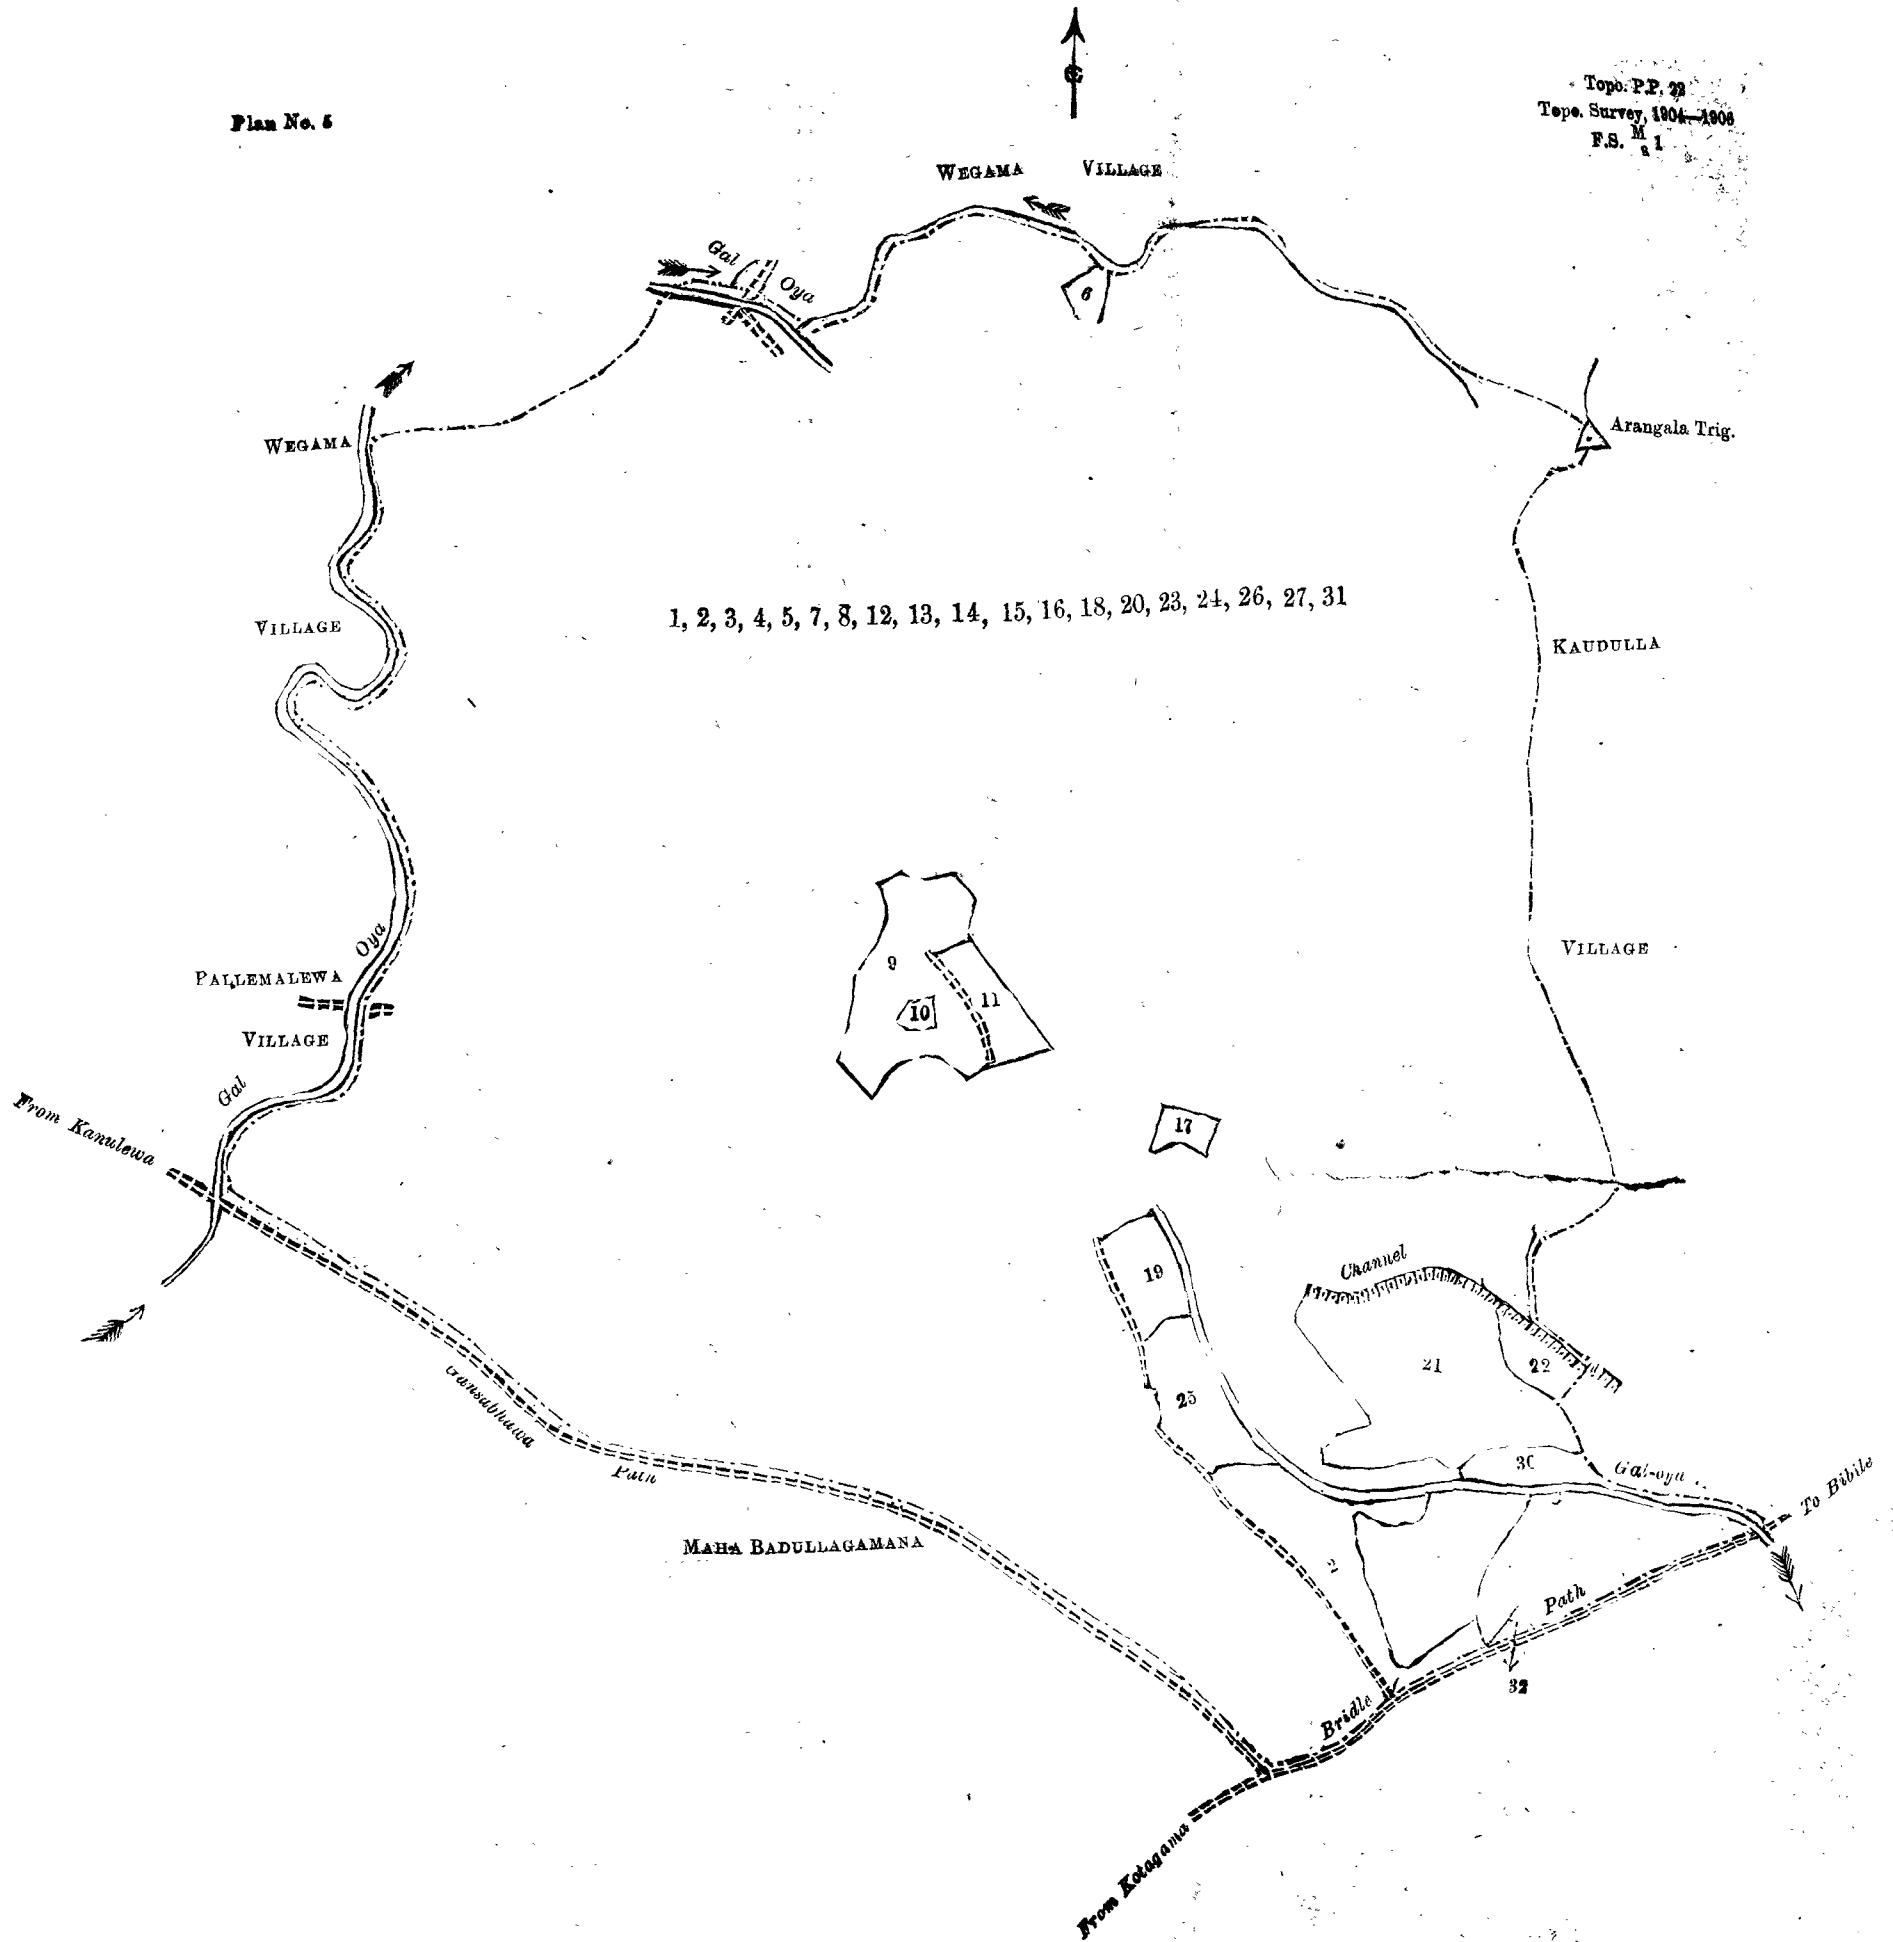 Plan No. 5
Topo. P.P. 22
Topo. Survey, 1904—1906
F.S. M/8 1
WEGAMA VILLAGE
Gal Oya
6
WEGAMA
Arangala Trig.
1, 2, 3, 4, 5, 7, 8, 12, 13, 14, 15, 16, 18, 20, 23, 24, 26, 27, 31
VILLAGE
KAUDULLA
9
Oya
VILLAGE
PALLEMALEWA
10
11
VILLAGE
Gal
From Kanulewa
17
19
Channel
21
22
25
Gansabhawa
Path
30
Gal-oya
To Bibile
MAHA BADULLAGAMANA
Path
32
Bridle
From Kotagama